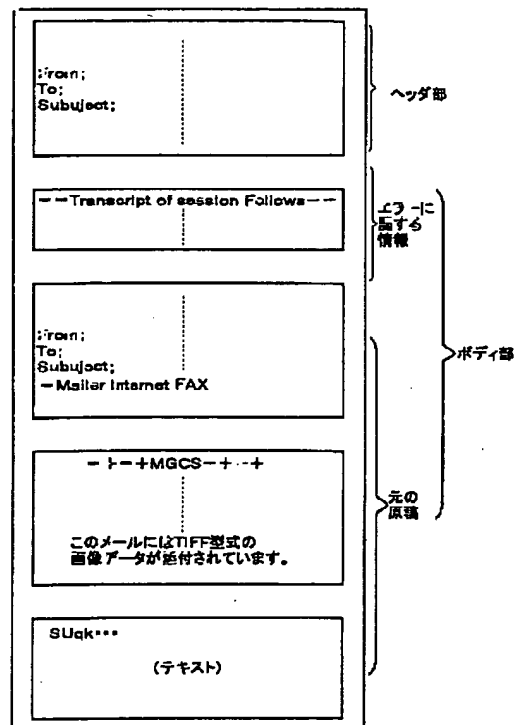 From;
To;
Subuject;
ヘッダ部
--Transcript of session Follows--
エラーに
関する
情報
From;
To;
Subuject;
-Mailer Internet FAX
ボディ部
-+-+MGCS-+--+
元の
原稿
このメールにはTIFF型式の
画像データが添付されています。
SUqk•••
(テキスト)